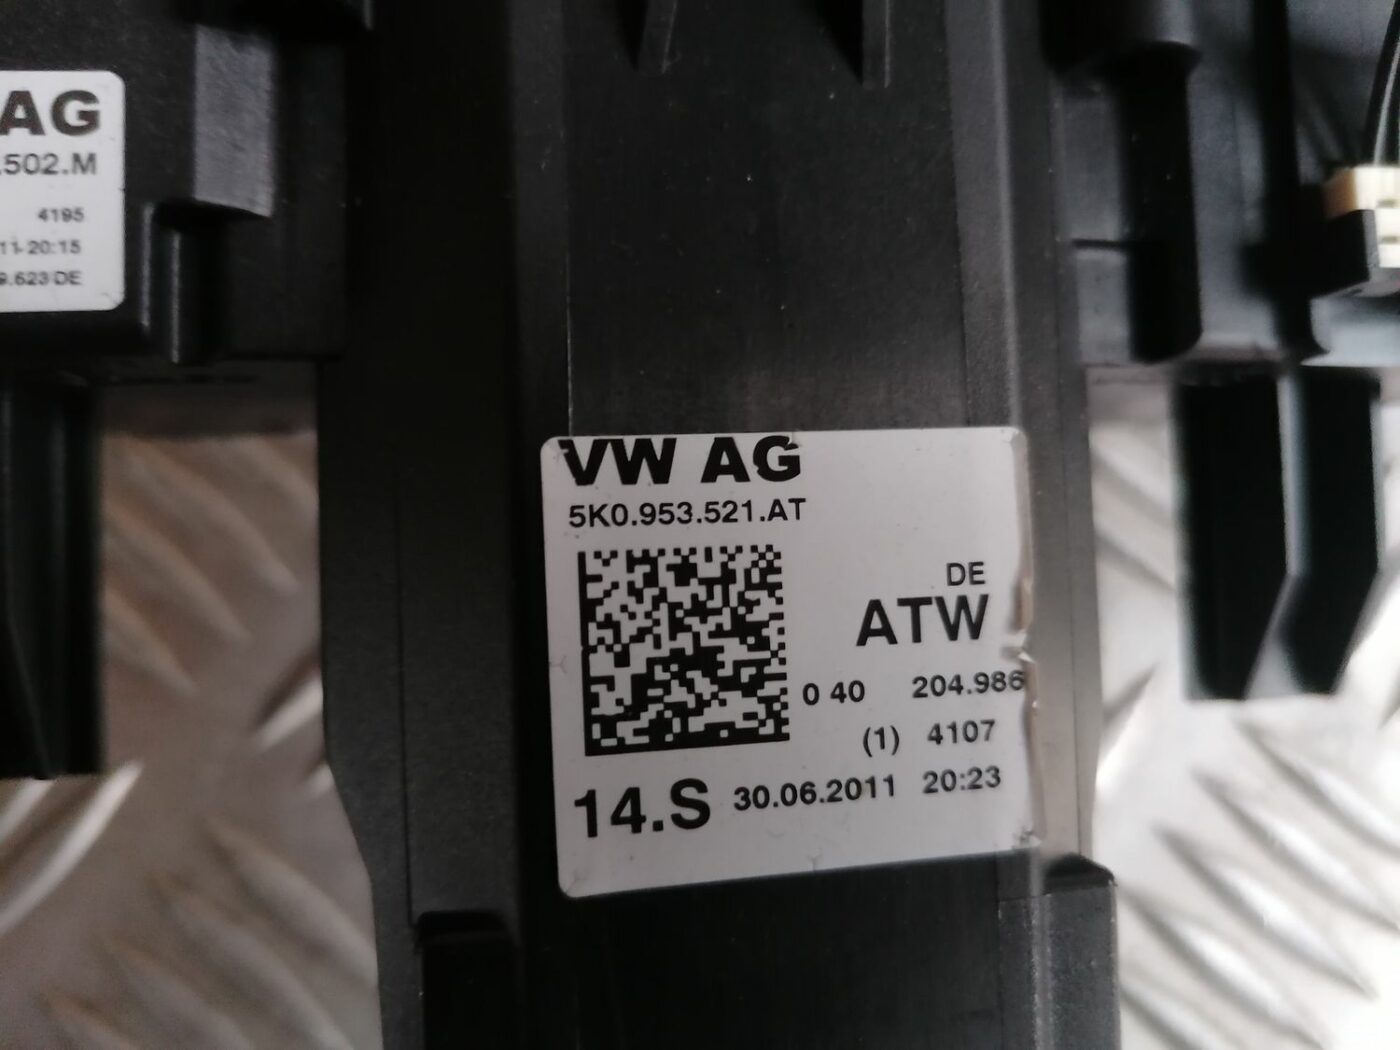 AG
.502.M
4195
11 20:15
9.623 DE
VW AG
5K0.953.521.AT
DE
ATW
0 40 204.986
(1) 4107
14.S 30.06.2011 20:23